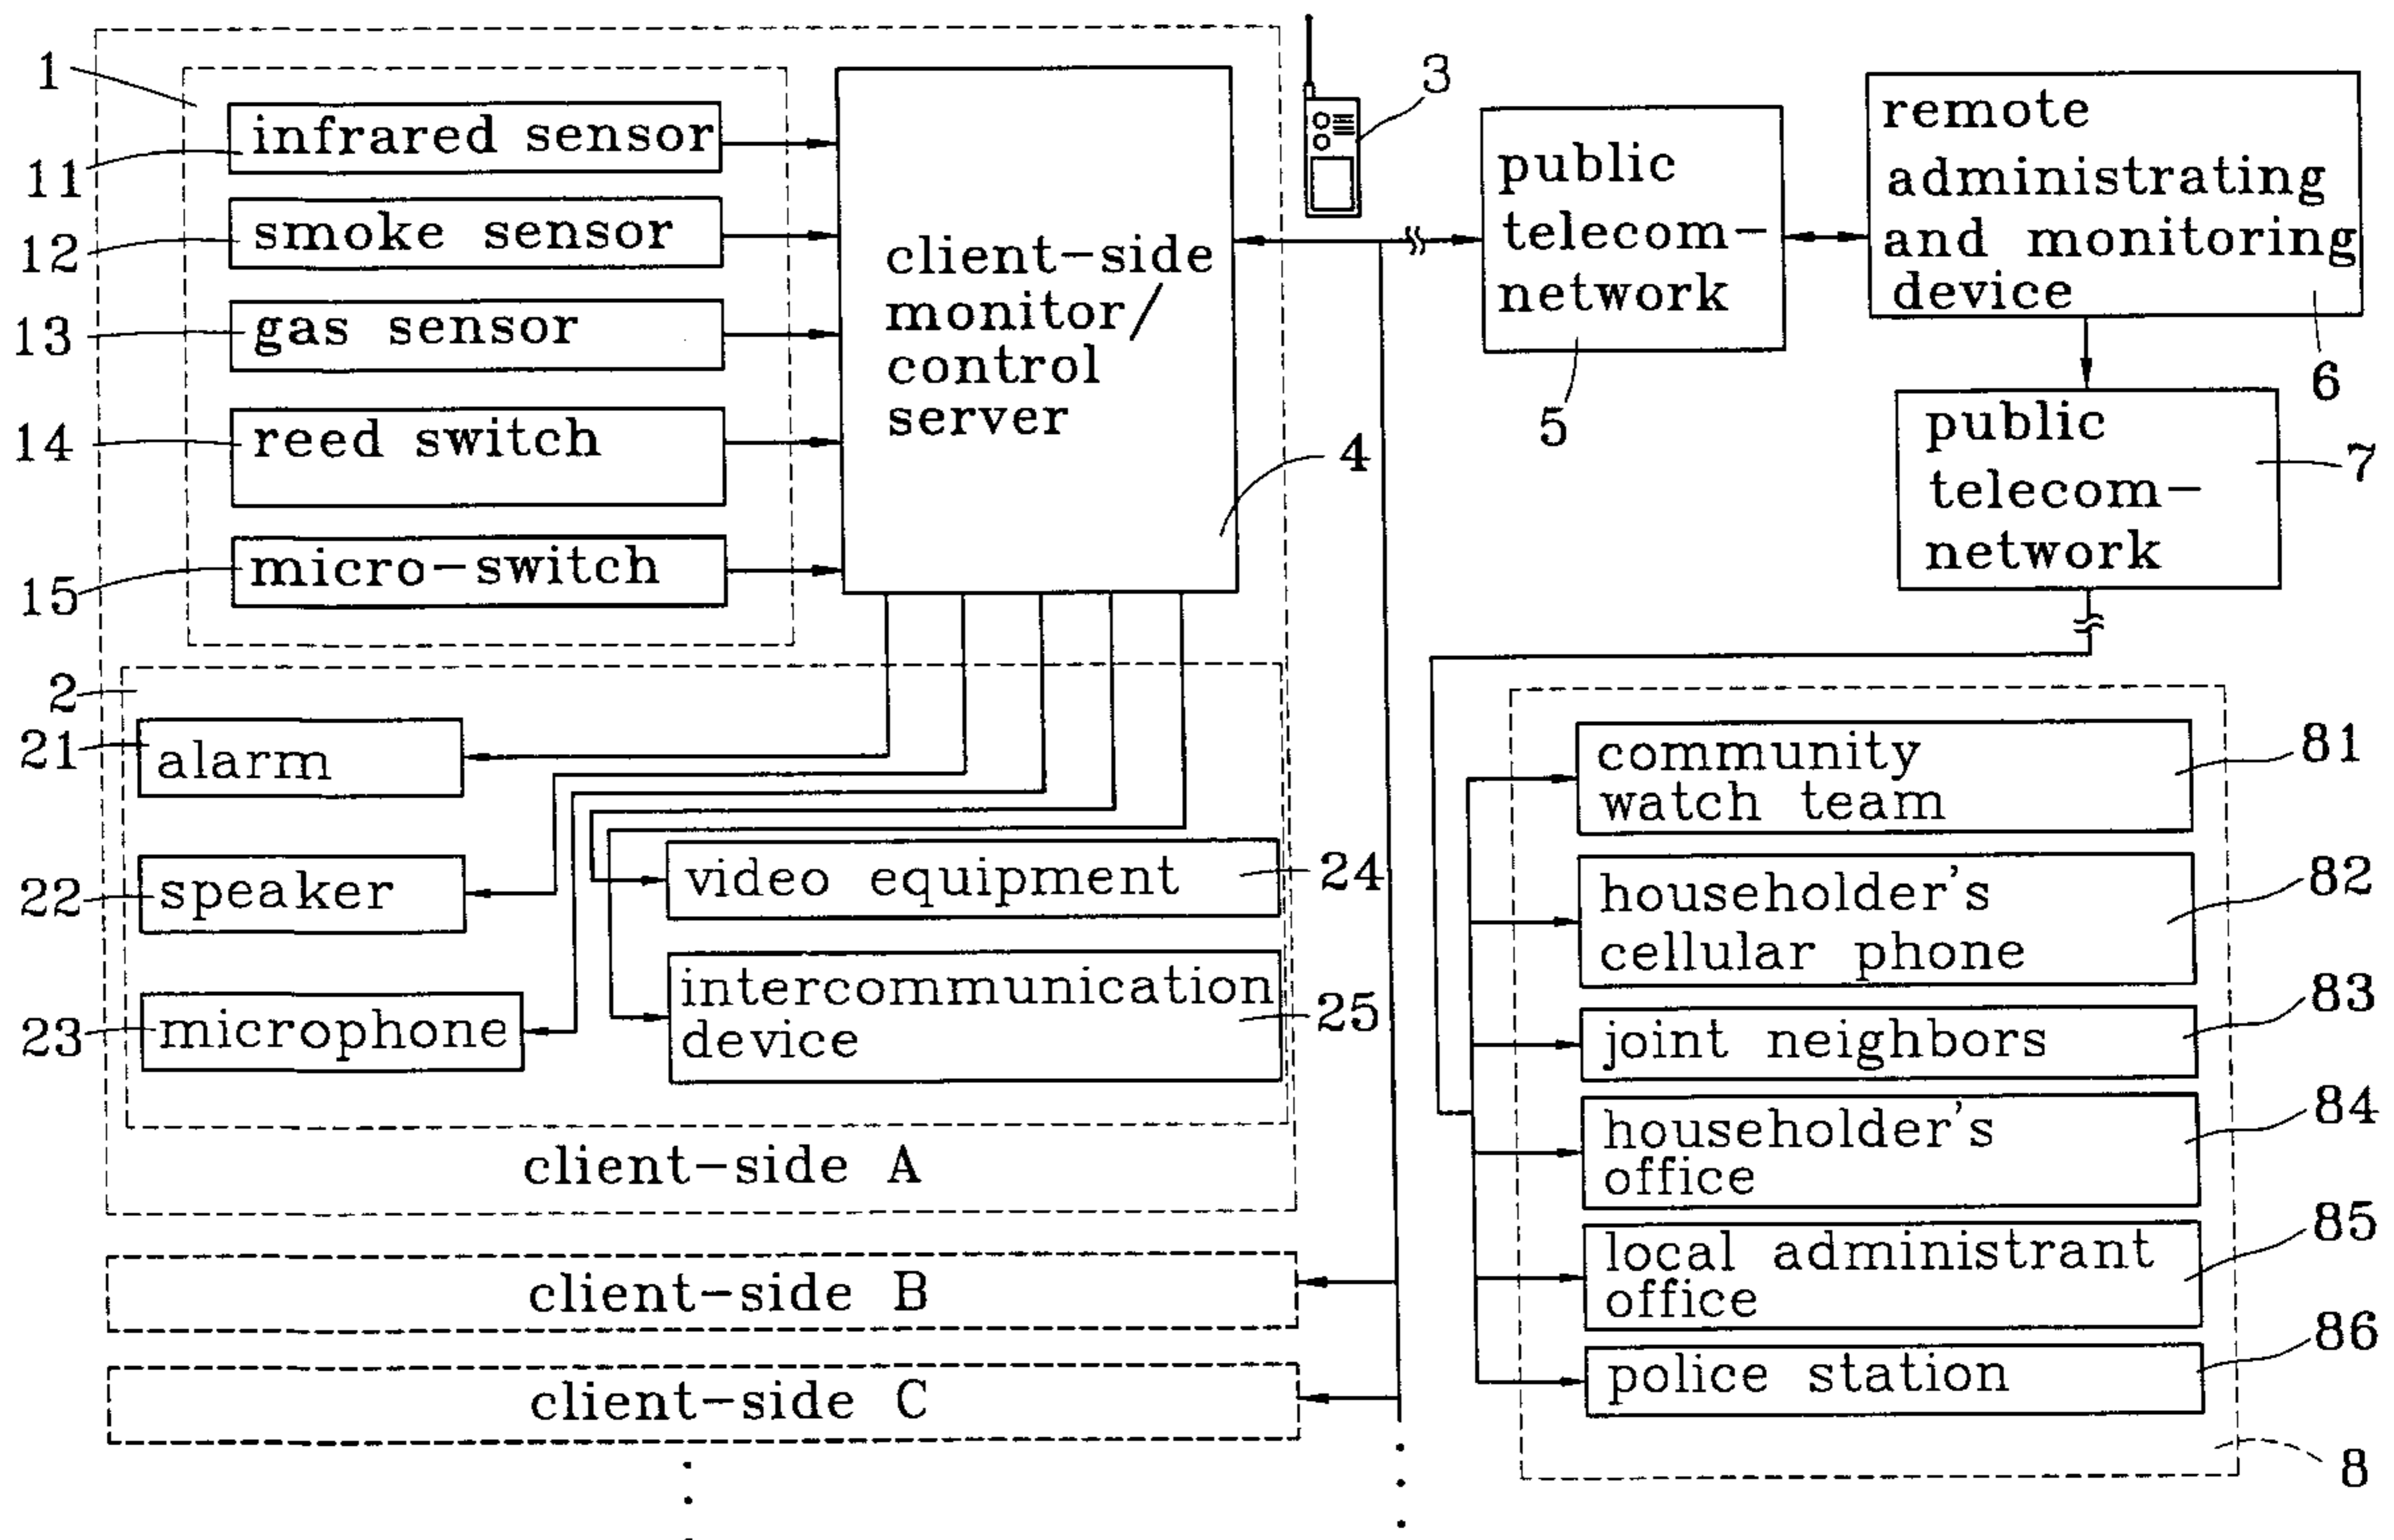 1
infrared sensor
11
smoke sensor
12
gas sensor
13
reed switch
14
micro-switch
15
client-side
monitor/
control
server
4
3
public
telecom-
network
5
remote
administrating
and monitoring
device
6
public
telecom-
network
7
2
alarm
21
speaker
22
microphone
23
video equipment
24
intercommunication
device
25
client-side A
client-side B
client-side C
community
watch team
81
householder's
cellular phone
82
joint neighbors
83
householder's
office
84
local administrant
office
85
police station
86
8